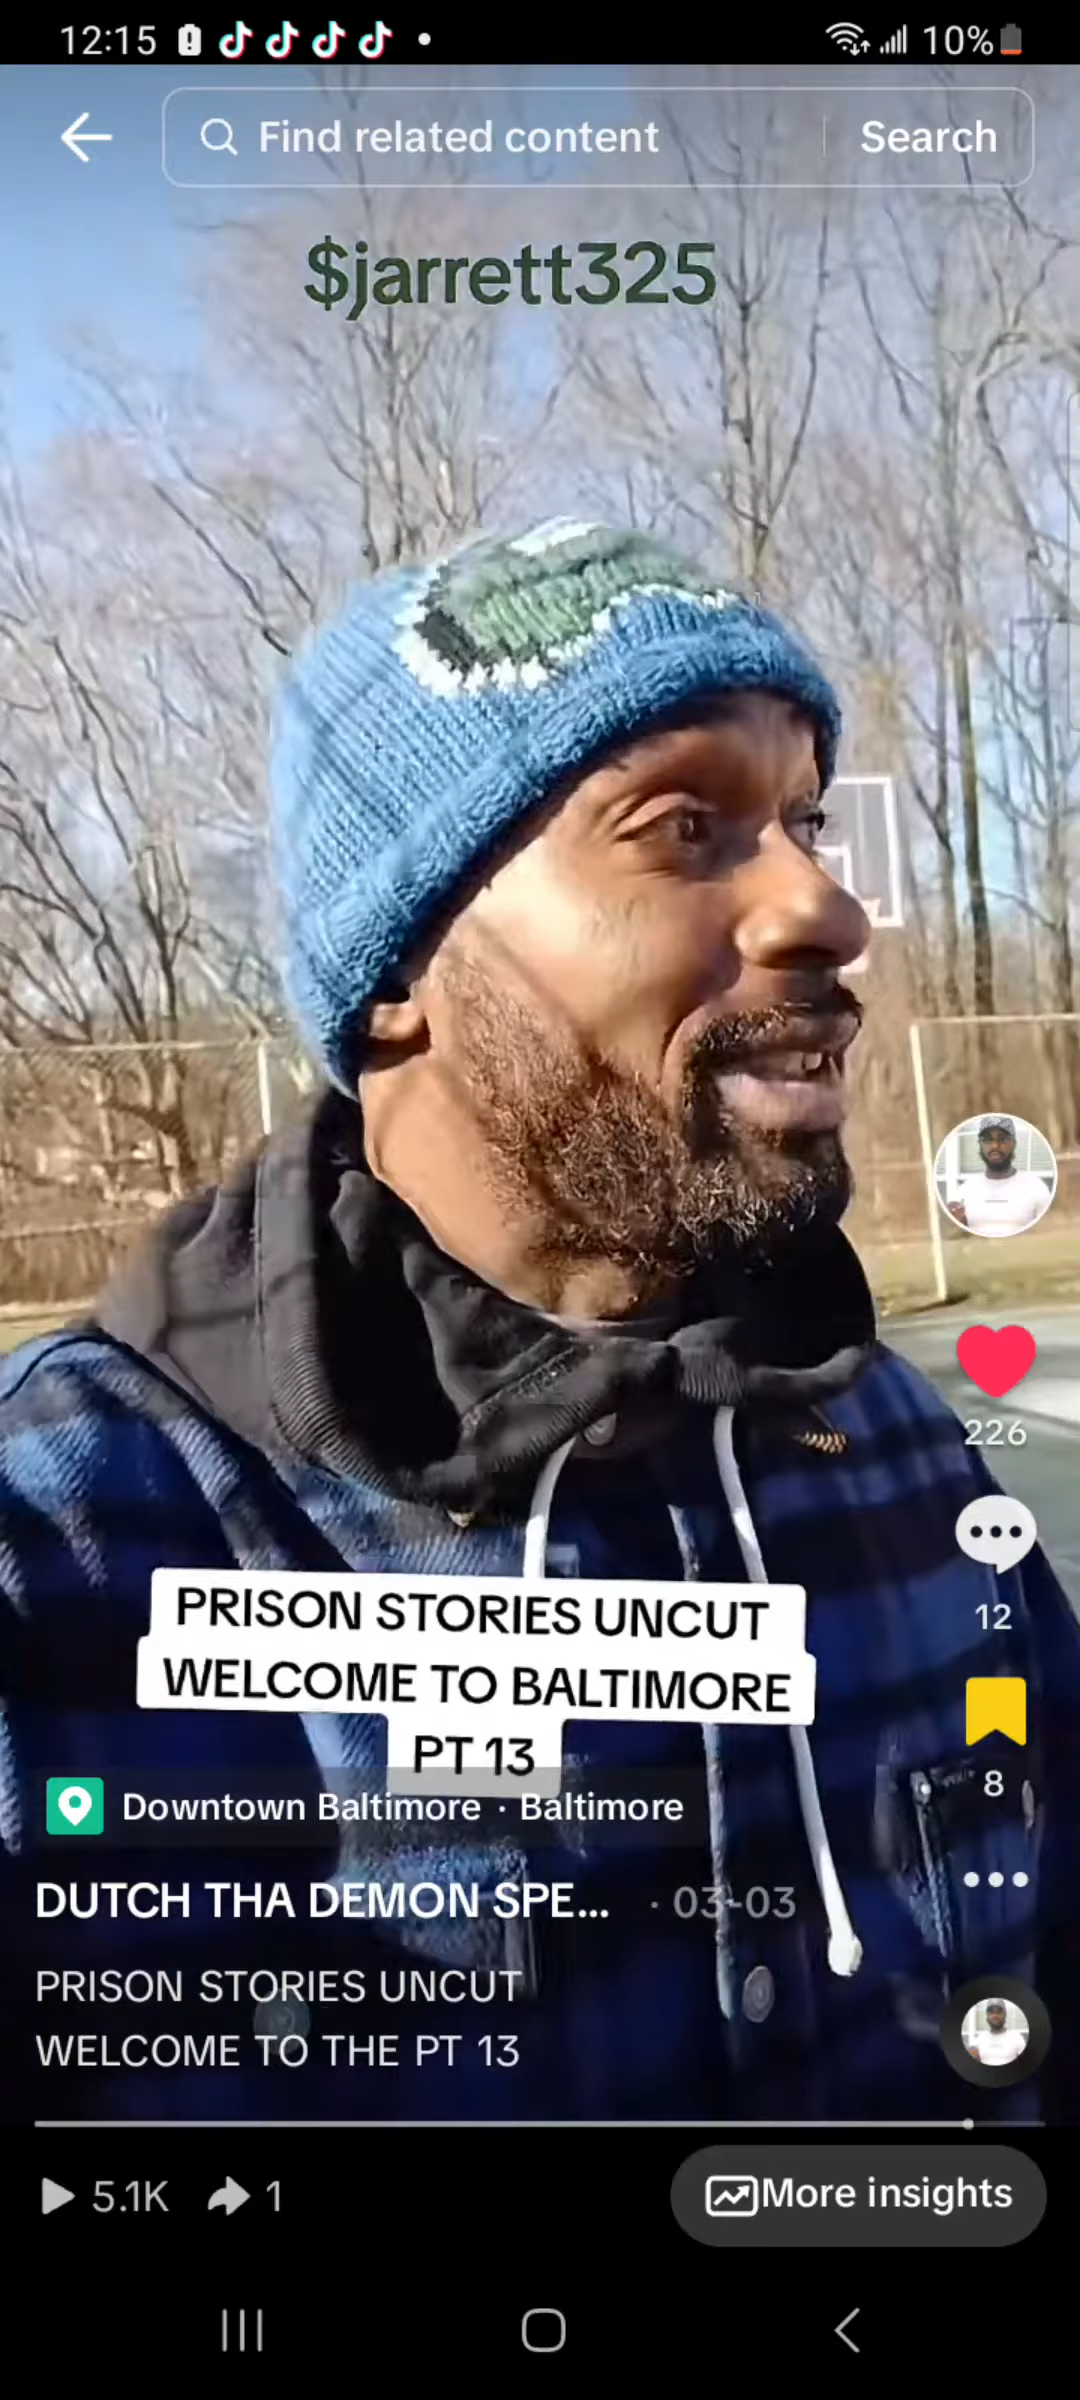 12:15
10%
Find related content
Search
$jarrett325
226
PRISON STORIES UNCUT
WELCOME TO BALTIMORE
PT 13
12
8
Downtown Baltimore · Baltimore
DUTCH THA DEMON SPE... · 03-03
PRISON STORIES UNCUT
WELCOME TO THE PT 13
5.1K
1
More insights